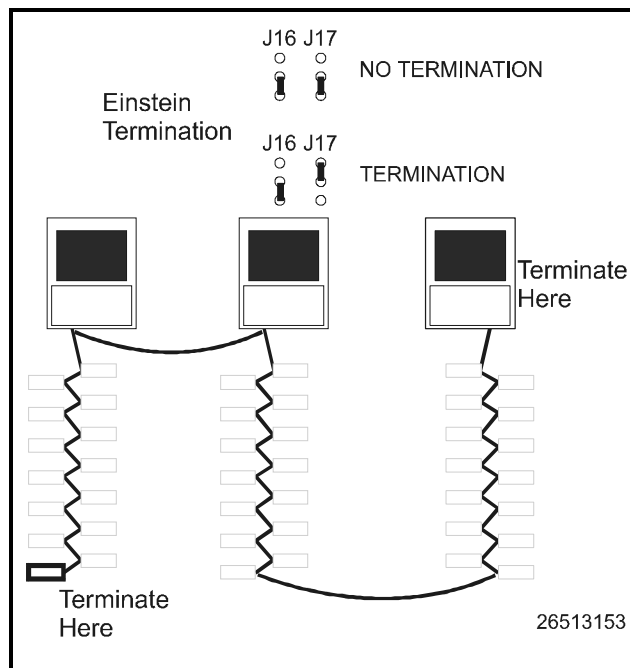 J16 J17
NO TERMINATION
Einstein
Termination
J16 J17
TERMINATION
Terminate
Here
Terminate
Here
26513153